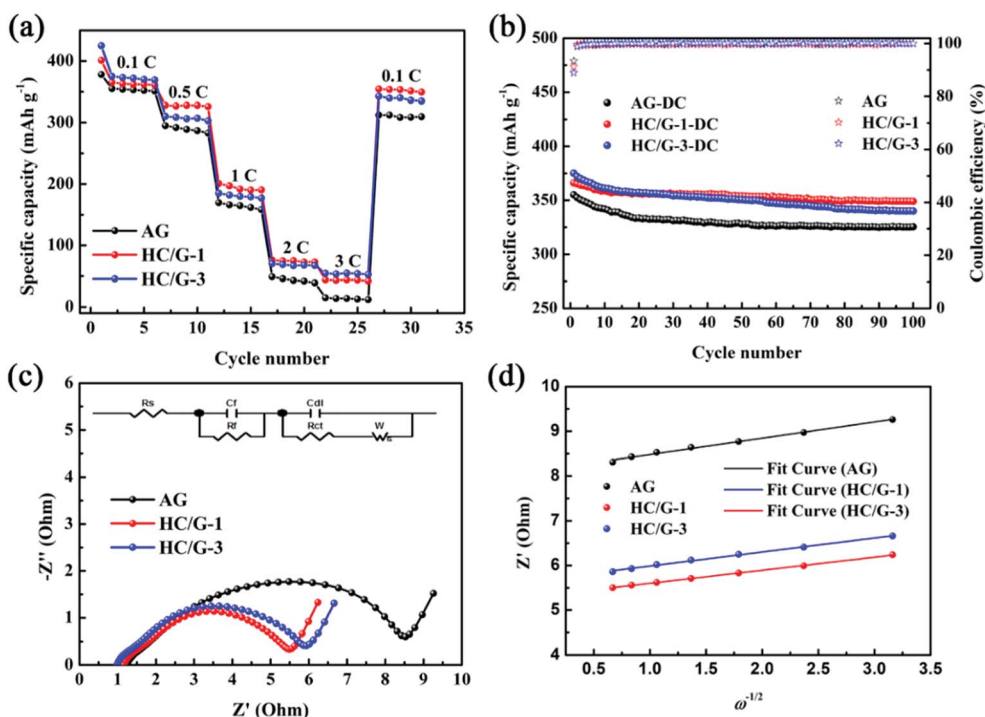 (a)
Specific capacity (mAh g⁻¹)
400
300
200
100
0
0.1 C
0.5 C
1 C
2 C
3 C
0.1 C
AG
HC/G-1
HC/G-3
0 5 10 15 20 25 30 35
Cycle number
(b)
Specific capacity (mAh g⁻¹)
500
475
450
425
400
375
350
325
300
250
AG-DC
HC/G-1-DC
HC/G-3-DC
AG
HC/G-1
HC/G-3
100
80
60
40
20
0
Coulombic efficiency (%)
0 10 20 30 40 50 60 70 80 90 100
Cycle number
(c)
-Z'' (Ohm)
6
5
4
3
2
1
0
Rs
Cf
Rf
Cdl
Rct
W
AG
HC/G-1
HC/G-3
0 1 2 3 4 5 6 7 8 9 10
Z' (Ohm)
(d)
Z' (Ohm)
10
9
8
7
6
5
4
AG
HC/G-1
HC/G-3
Fit Curve (AG)
Fit Curve (HC/G-1)
Fit Curve (HC/G-3)
0.5 1.0 1.5 2.0 2.5 3.0 3.5
ω⁻¹/²